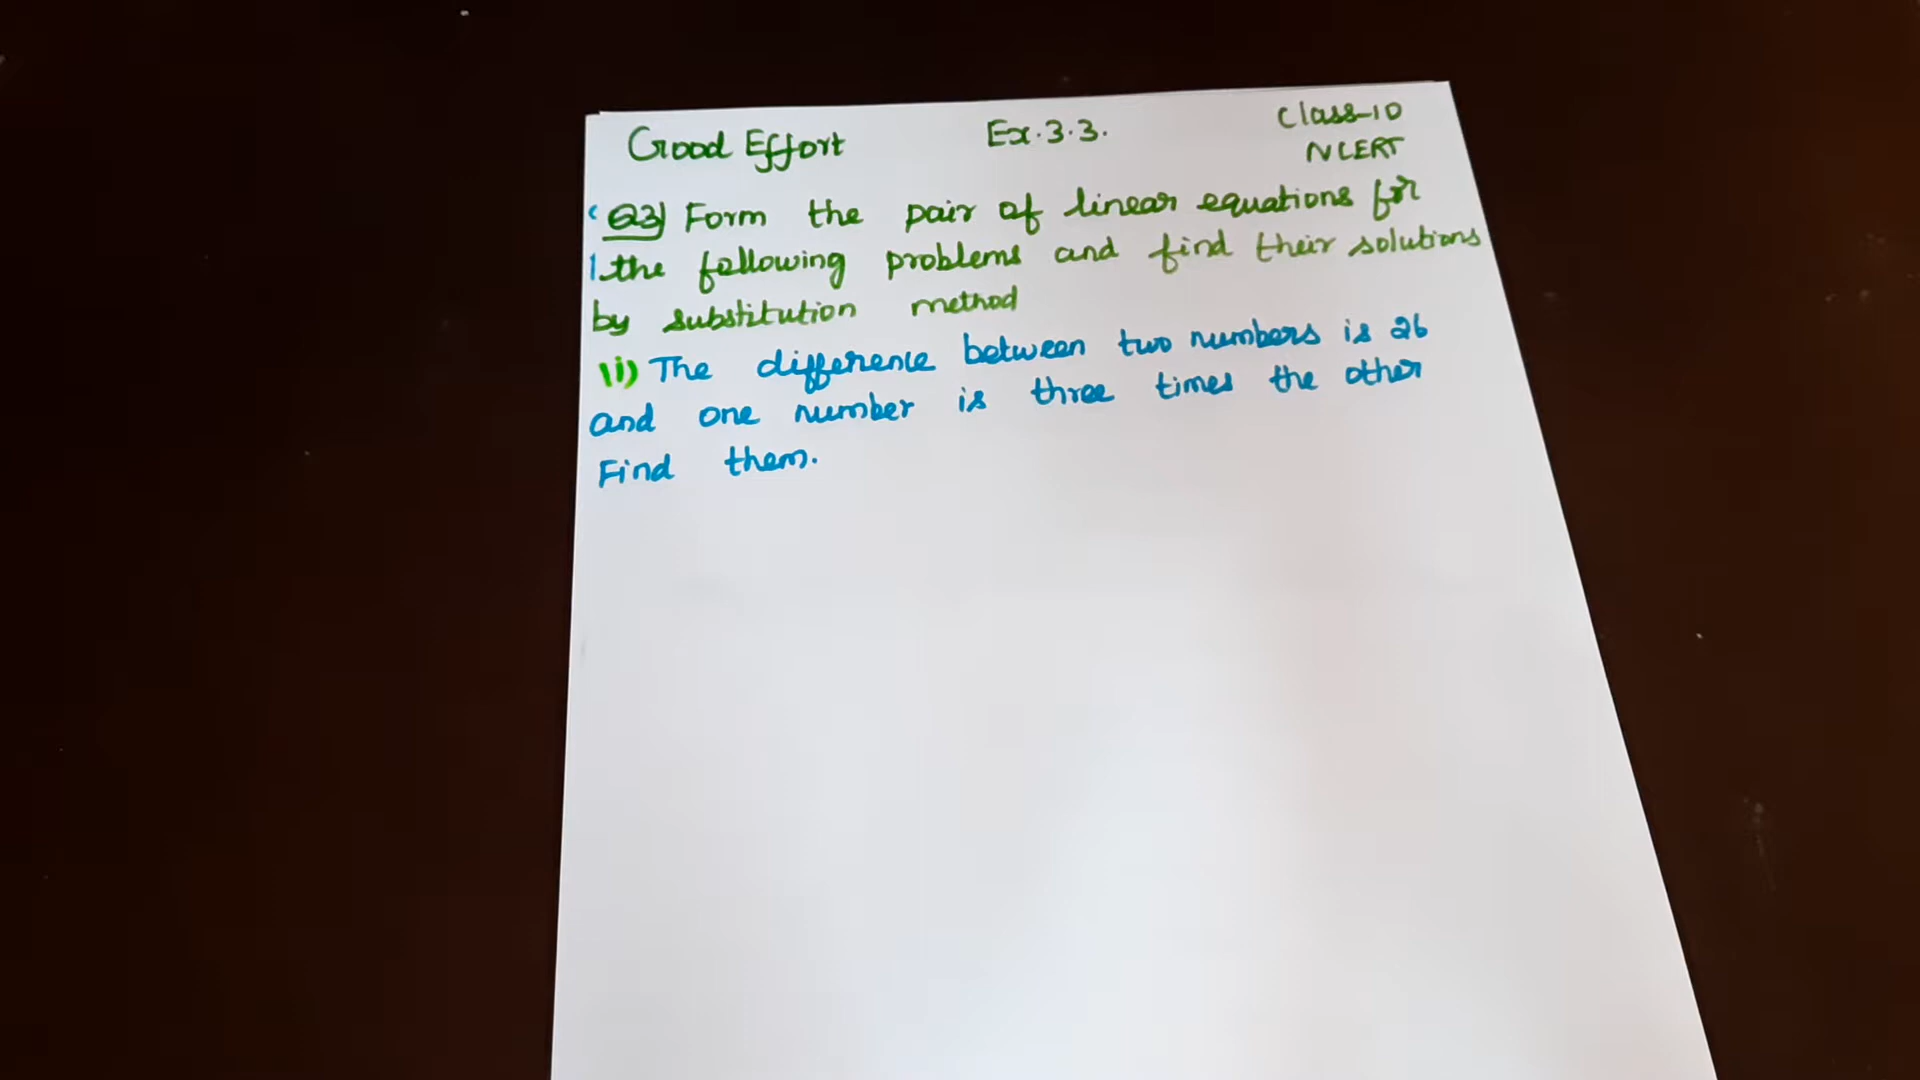 Good Effort Ex.3.3. Class-10
NCERT
Q3) Form the pair of linear equations for
the following problems and find their solutions
by substitution method
(i) The difference between two numbers is 26
and one number is three times the other
Find them.